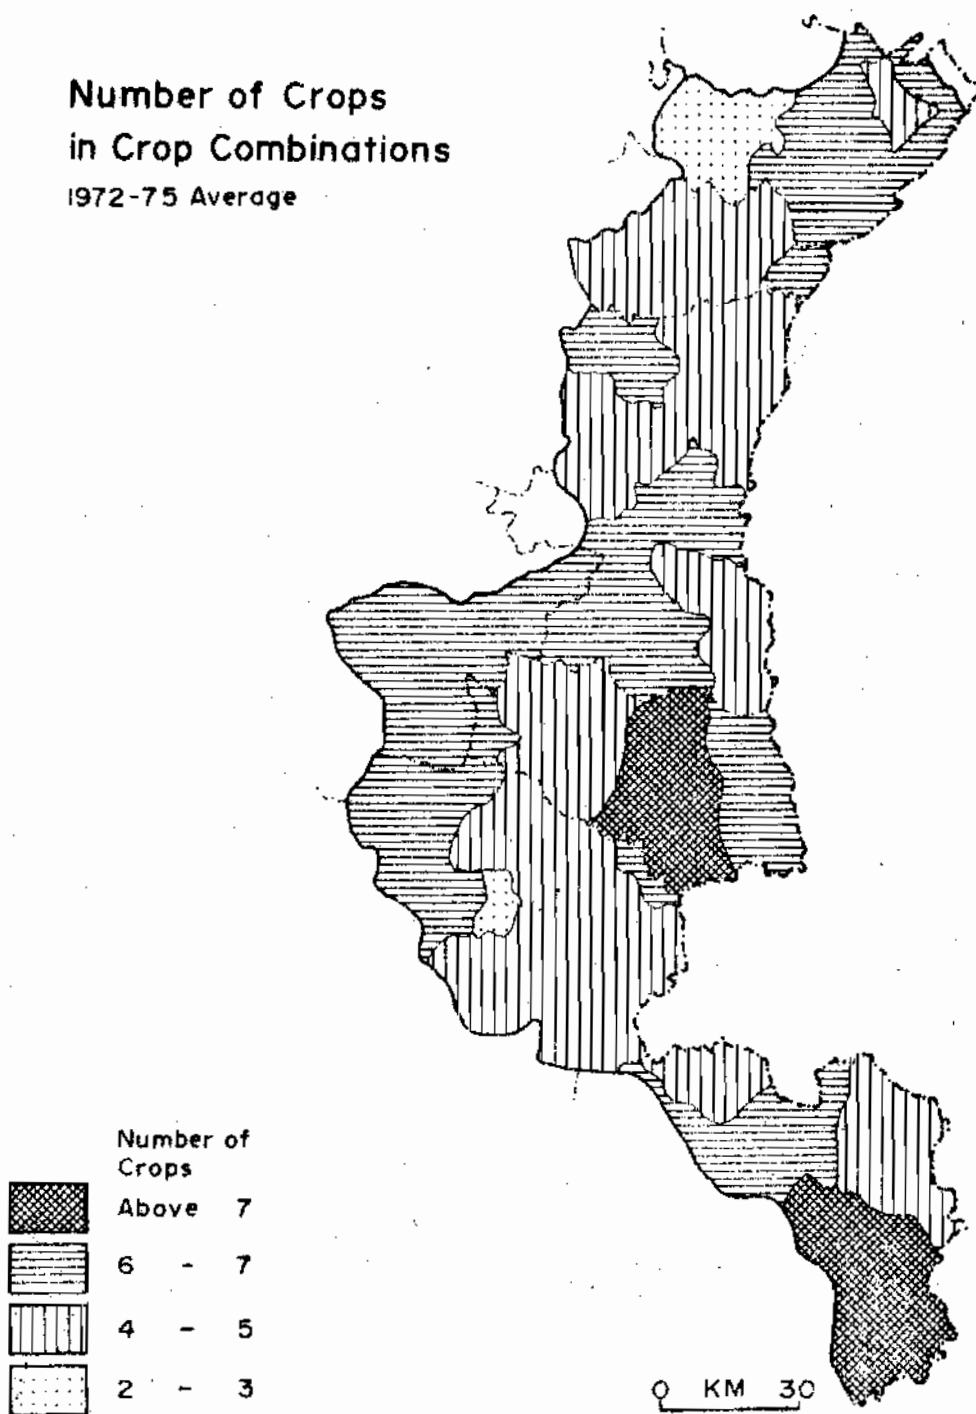 Number of Crops
in Crop Combinations
1972-75 Average
Number of
Crops
Above 7
6 - 7
4 - 5
2 - 3
0 KM 30